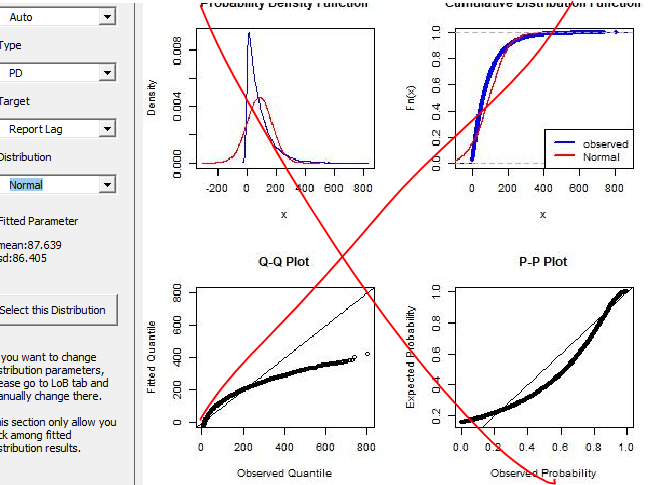 Auto
Type
PD
Target
Report Lag
Distribution
Normal
Fitted Parameter
mean:87.639
sd:86.405
Select this Distribution
you want to change
stribution parameters,
ease go to LoB tab and
anually change there.
his section only allow you
ck among fitted
stribution results.
Probability Density Function
Density
0.000 0.004 0.008
-200 0 200 400 600 800
x
Cumulative Distribution Function
Fn(x)
0.0 0.2 0.4 0.6 0.8 1.0
observed
Normal
0 200 400 600 800
x
Q-Q Plot
Fitted Quantile
0 200 400 600 800
0 200 400 600 800
Observed Quantile
P-P Plot
Expected Probability
0.2 0.4 0.6 0.8 1.0
0.0 0.2 0.4 0.6 0.8 1.0
Observed Probability